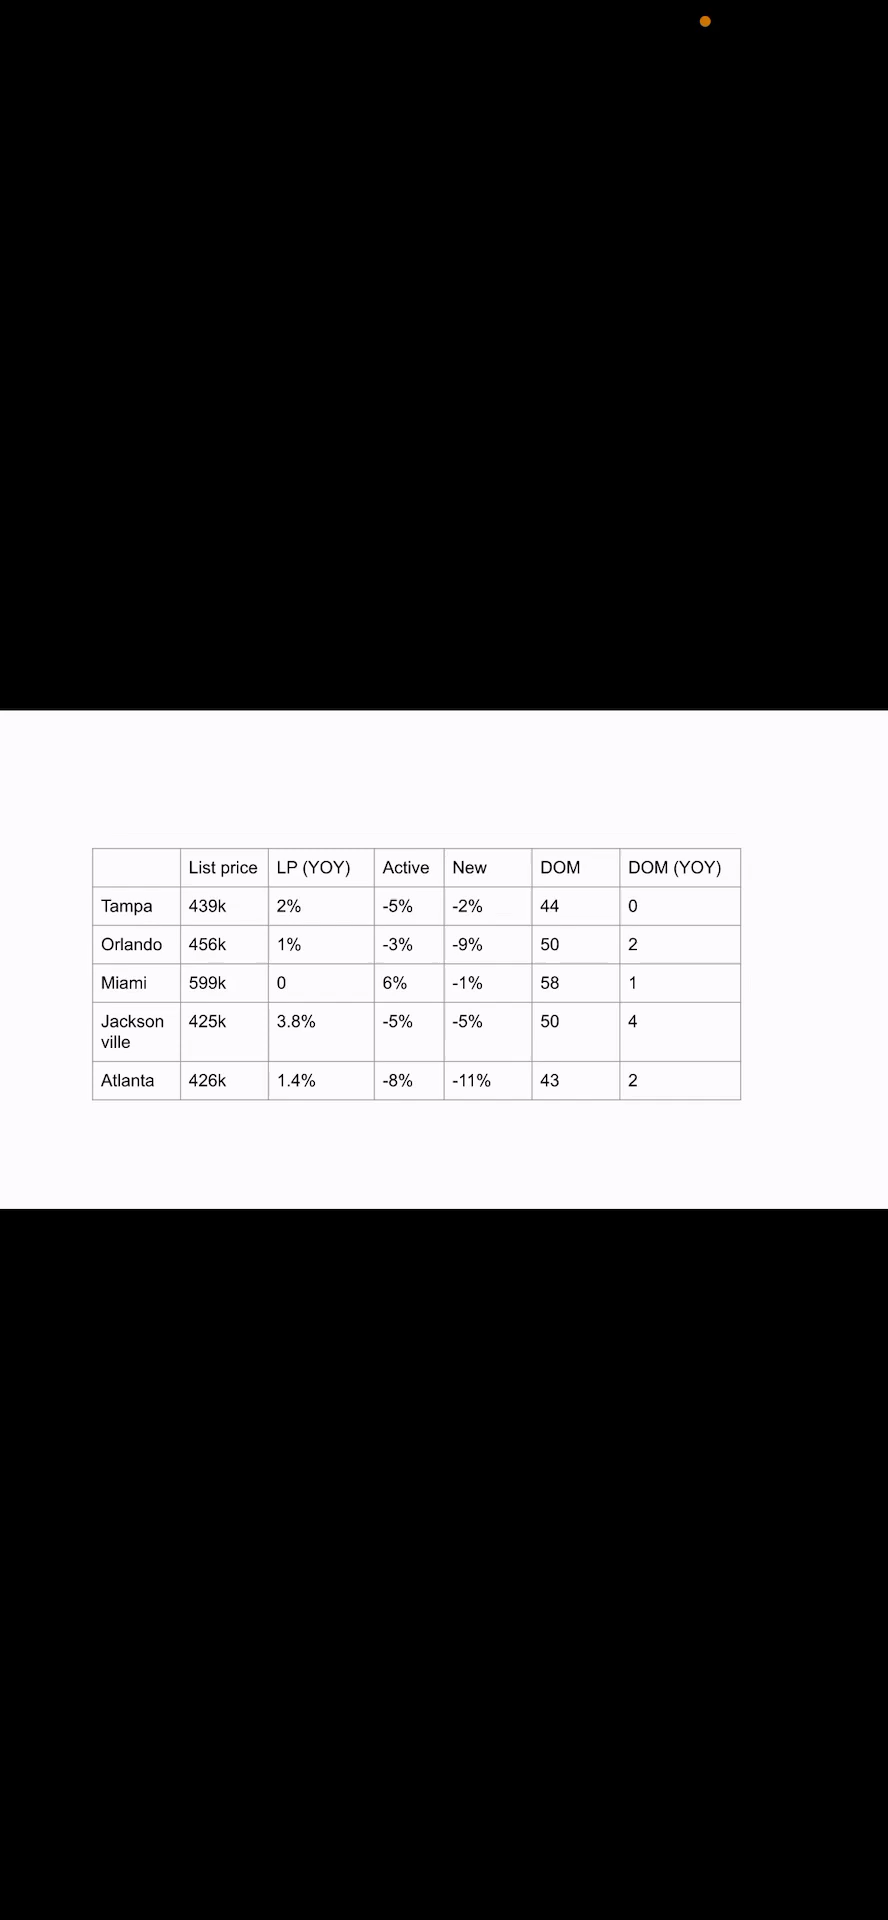 List price LP (YOY) Active New DOM DOM (YOY)
Tampa 439k 2% -5% -2% 44 0
Orlando 456k 1% -3% -9% 50 2
Miami 599k 0 6% -1% 58 1
Jackson 425k 3.8% -5% -5% 50 4
ville
Atlanta 426k 1.4% -8% -11% 43 2